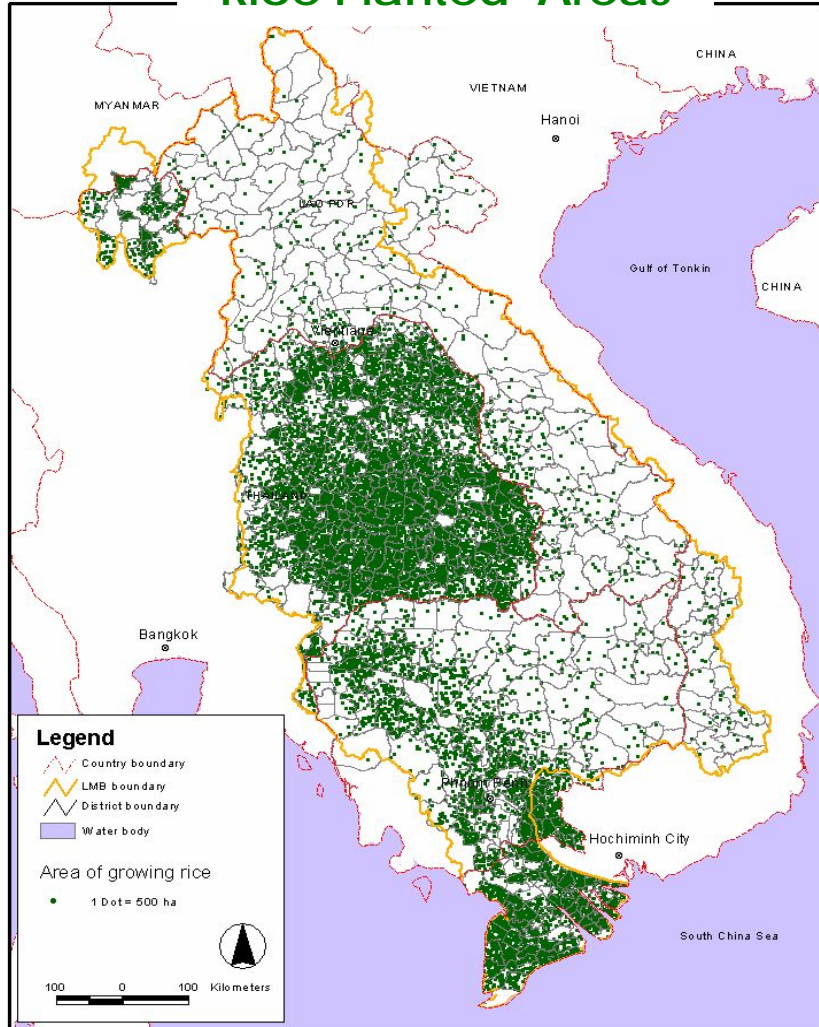 Rice Planted Areas
CHINA
VIETNAM
MYANMAR
Hanoi
LAO PDR
Gulf of Tonkin
CHINA
Vientiane
THAILAND
Bangkok
Phnom Penh
Hochiminh City
South China Sea
Legend
Country boundary
LMB boundary
District boundary
Water body
Area of growing rice
1 Dot = 500 ha
100 0 100 Kilometers